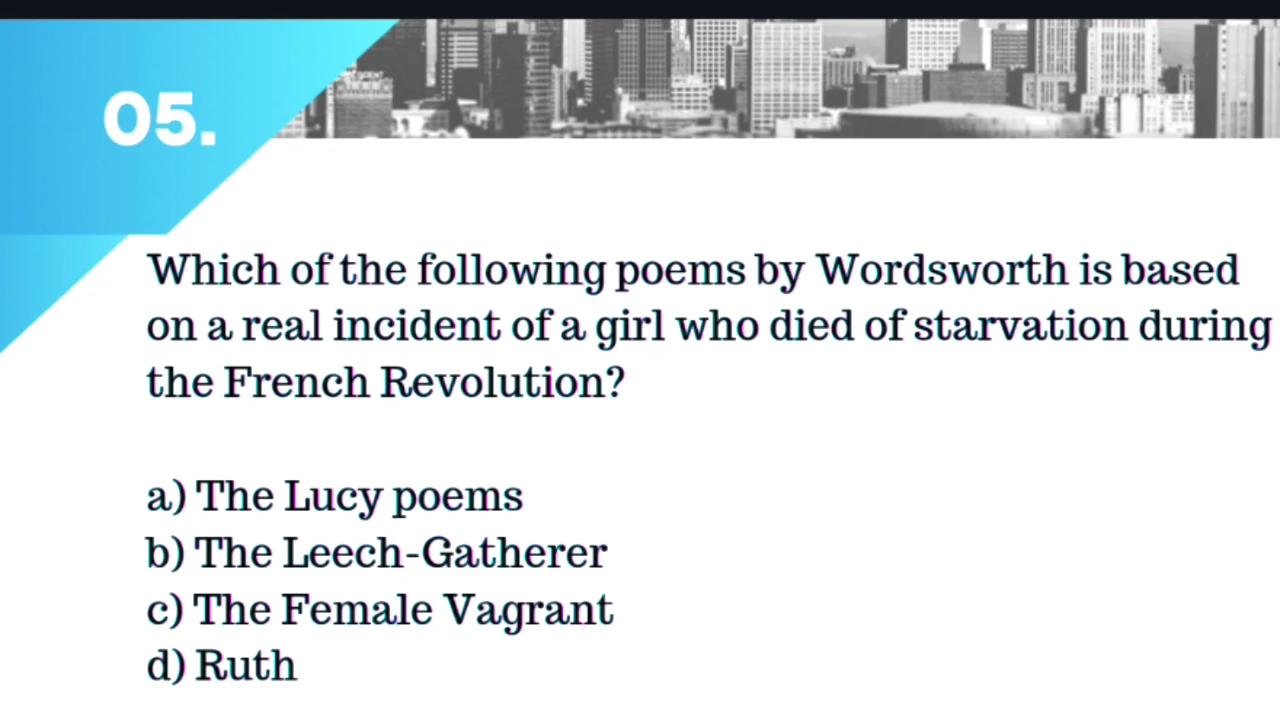 05.
Which of the following poems by Wordsworth is based
on a real incident of a girl who died of starvation during
the French Revolution?
a) The Lucy poems
b) The Leech-Gatherer
c) The Female Vagrant
d) Ruth